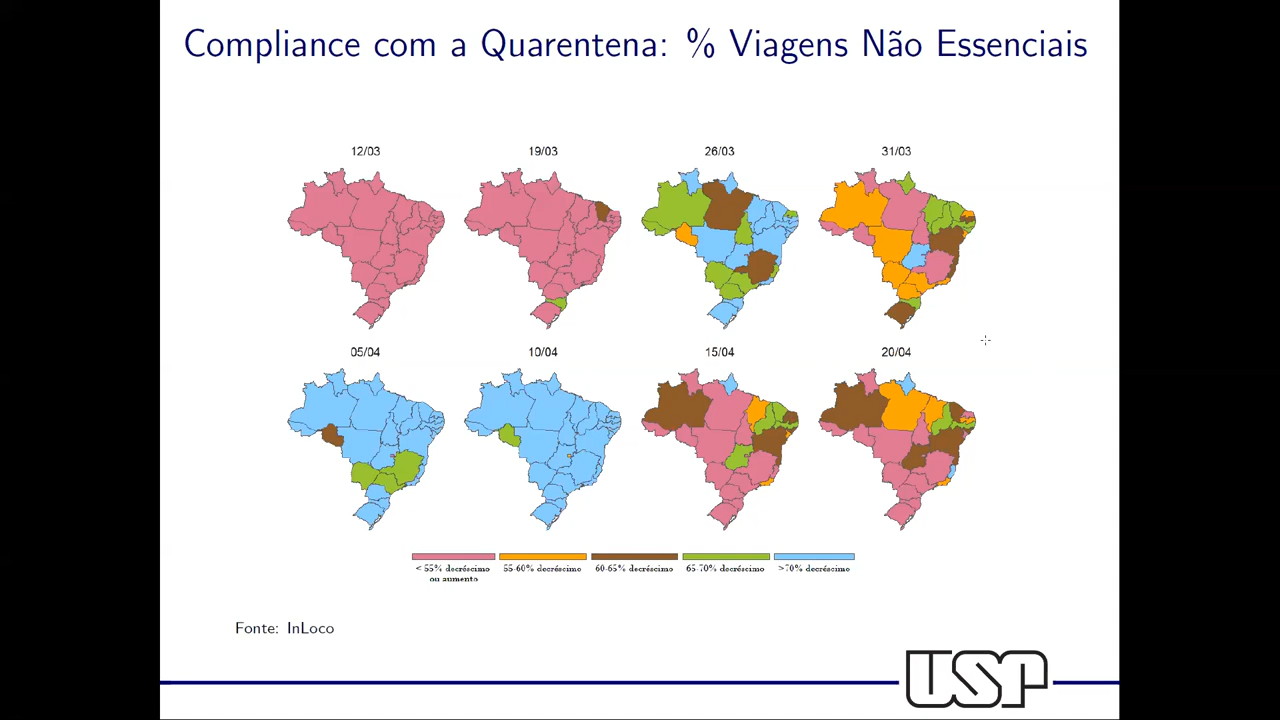 Compliance com a Quarentena: % Viagens Não Essenciais
12/03
19/03
26/03
31/03
05/04
10/04
15/04
20/04
< 55% decréscimo
ou aumento
55-60% decréscimo
60-65% decréscimo
65-70% decréscimo
>70% decréscimo
Fonte: InLoco
USP